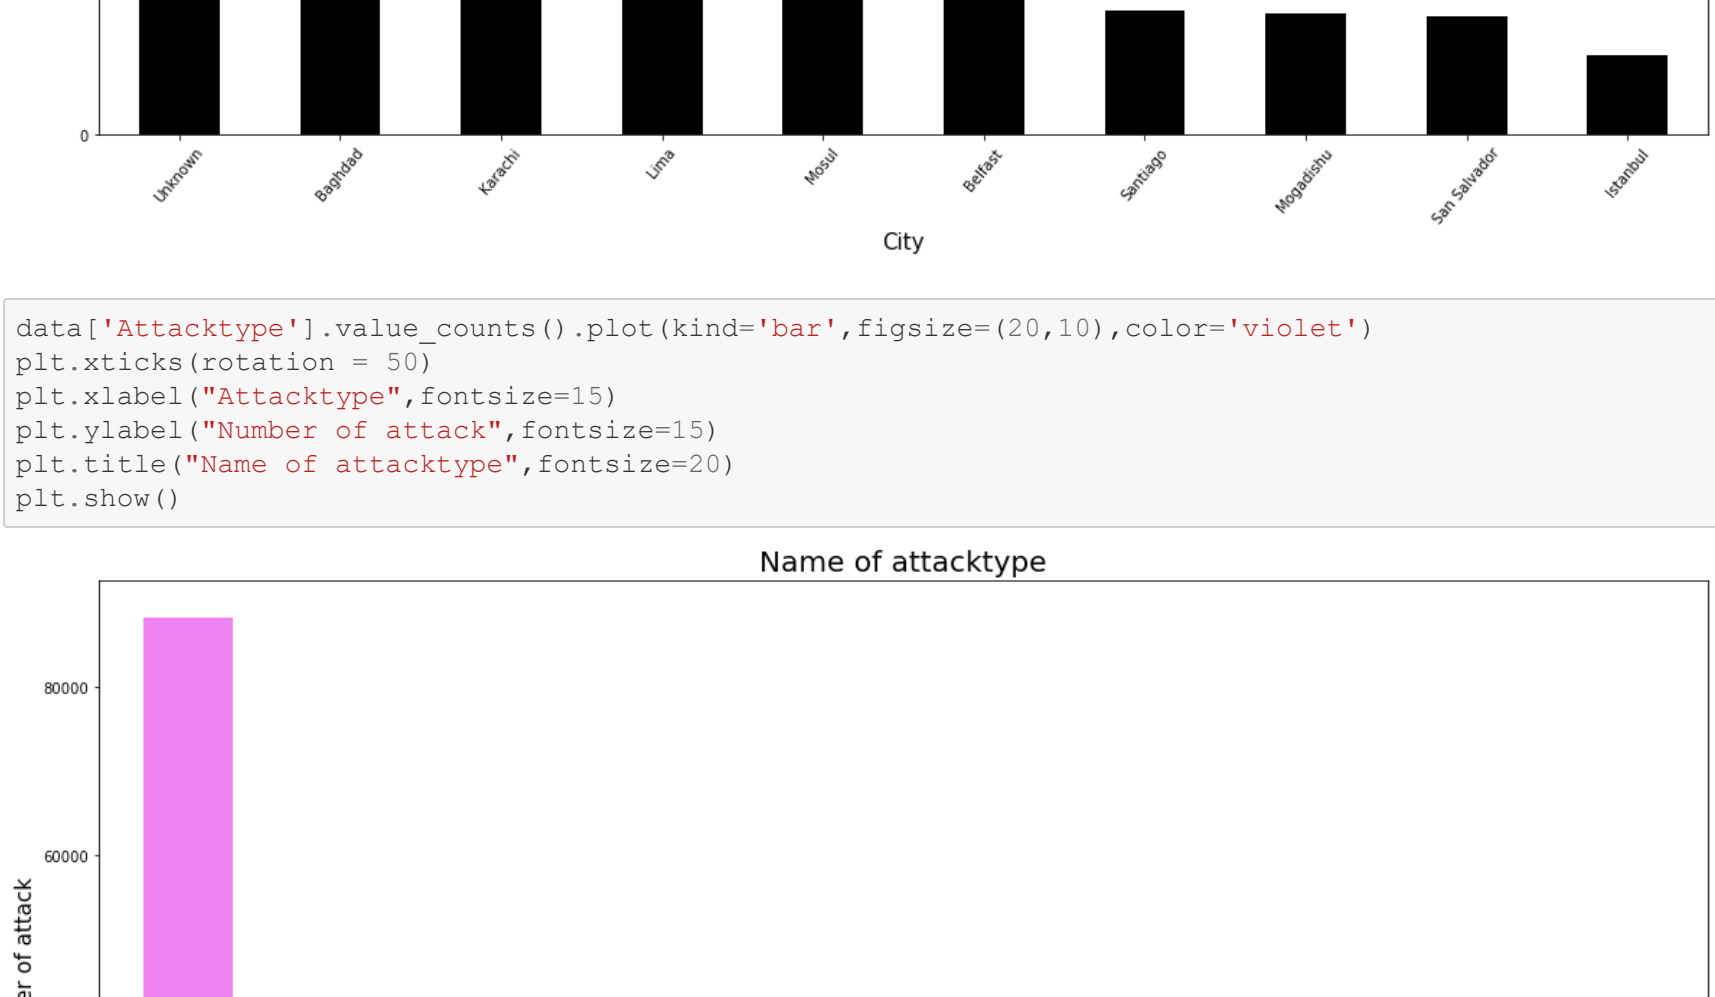 0
Unknown
Baghdad
Karachi
Lima
Mosul
Belfast
Santiago
Mogadishu
San Salvador
Istanbul
City
data['Attacktype'].value_counts().plot(kind='bar',figsize=(20,10),color='violet')
plt.xticks(rotation = 50)
plt.xlabel("Attacktype",fontsize=15)
plt.ylabel("Number of attack",fontsize=15)
plt.title("Name of attacktype",fontsize=20)
plt.show()
Name of attacktype
80000
60000
er of attack